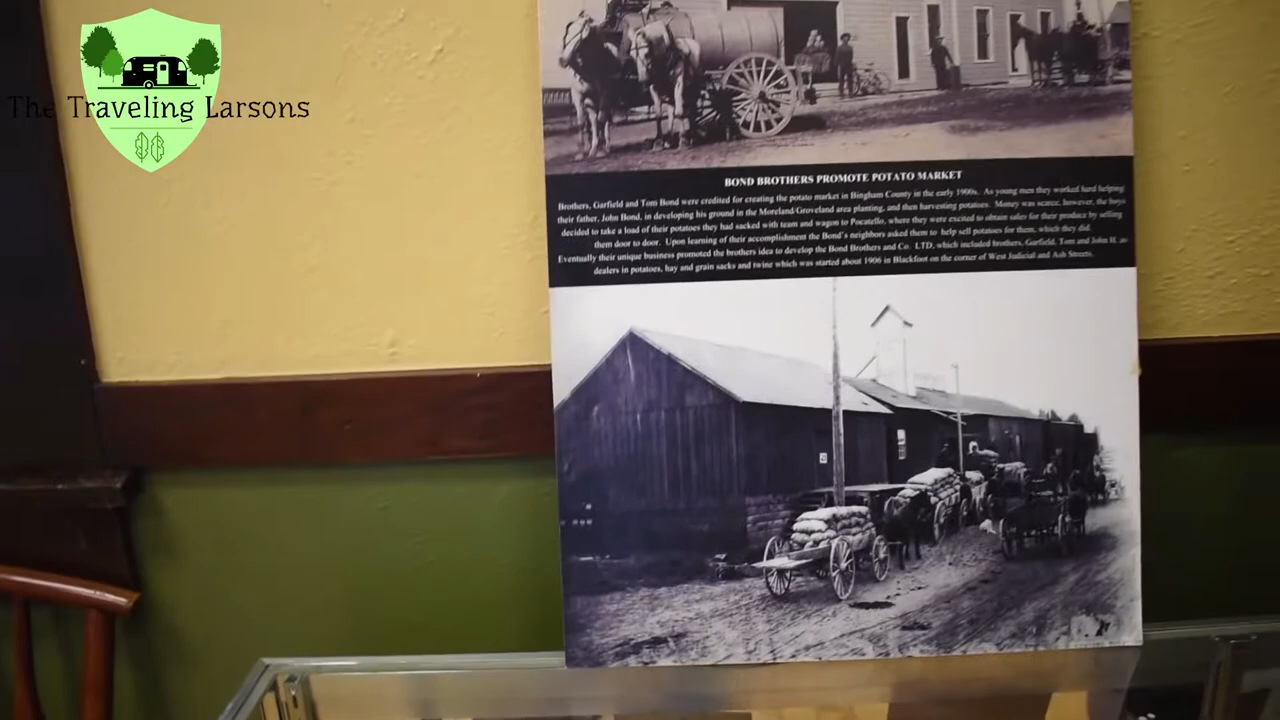 The Traveling Larsons
BOND BROTHERS PROMOTE POTATO MARKET
Brothers, Garfield and Tom Bond were credited for creating the potato market in Bingham County in the early 1900s. As young men they worked hard helping
their father, John Bond, in developing his ground in the Moreland/Groveland area planting, and then harvesting potatoes. Money was scarce, however, the boys
decided to take a load of their potatoes they had sacked with team and wagon to Pocatello, where they were excited to obtain sales for their produce by selling
them door to door. Upon learning of their accomplishment the Bond's neighbors asked them to help sell potatoes for them, which they did.
Eventually their unique business promoted the brothers idea to develop the Bond Brothers and Co. LTD, which included brothers, Garfield, Tom and John H. as
dealers in potatoes, hay and grain sacks and twine which was started about 1906 in Blackfoot on the corner of West Judicial and Ash Streets.